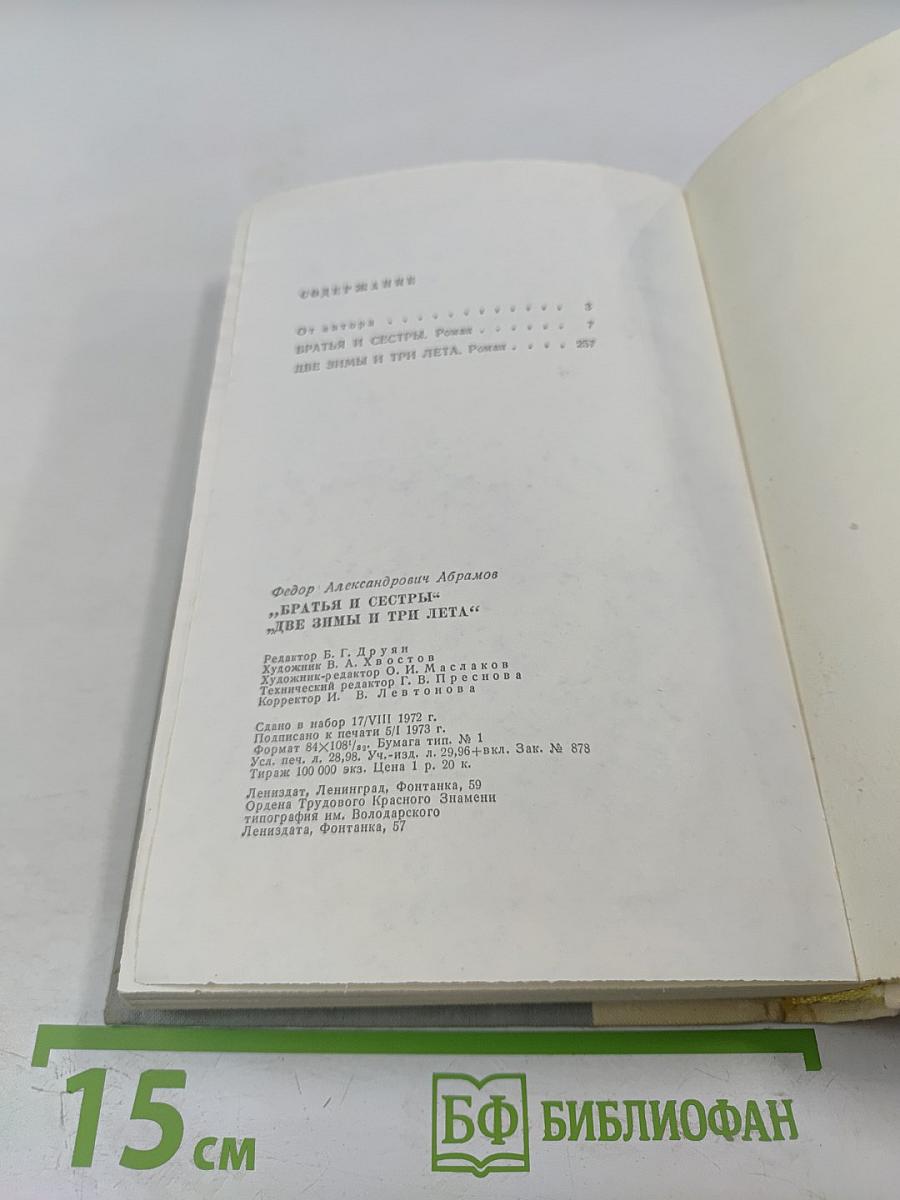 СОДЕРЖАНИЕ
От автора . . . . . . . . . . . . 3
БРАТЬЯ И СЕСТРЫ. Роман . . . . . . 7
ДВЕ ЗИМЫ И ТРИ ЛЕТА. Роман . . . . 257
Федор Александрович Абрамов
„БРАТЬЯ И СЕСТРЫ“
„ДВЕ ЗИМЫ И ТРИ ЛЕТА“
Редактор Б. Г. Друян
Художник В. А. Хвостов
Художник-редактор О. И. Маслаков
Технический редактор Г. В. Преснова
Корректор И. В. Левтонова
Сдано в набор 17/VIII 1972 г.
Подписано к печати 5/I 1973 г.
Формат 84×108¹/₃₂. Бумага тип. № 1
Усл. печ. л. 28,98. Уч.-изд. л. 29,96+вкл. Зак. № 878
Тираж 100 000 экз. Цена 1 р. 20 к.
Лениздат, Ленинград, Фонтанка, 59
Ордена Трудового Красного Знамени
типография им. Володарского
Лениздата, Фонтанка, 57
15 см
БФ БИБЛИОФАН